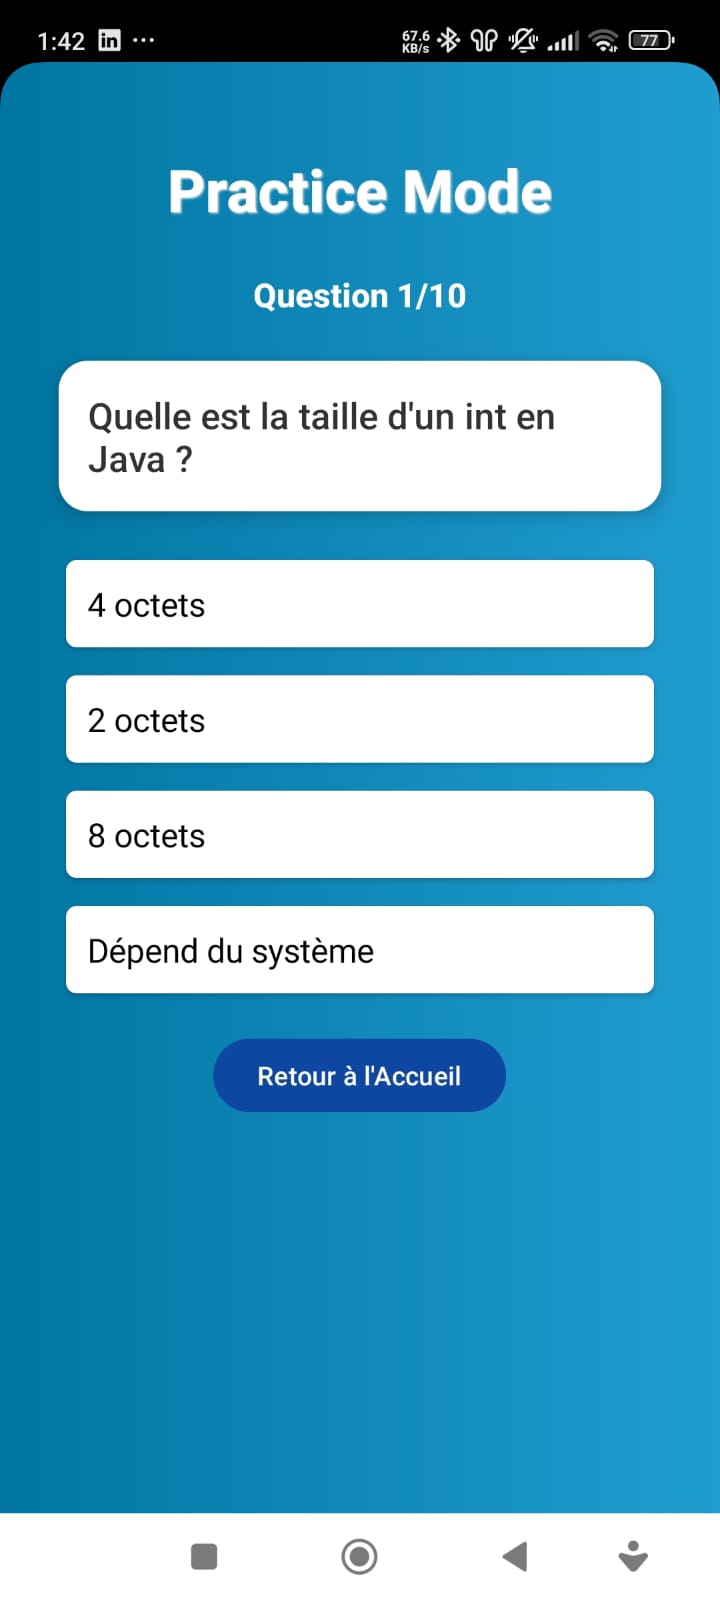 1:42 in ...
67.6
KB/s
77
Practice Mode
Question 1/10
Quelle est la taille d'un int en
Java ?
4 octets
2 octets
8 octets
Dépend du système
Retour à l'Accueil